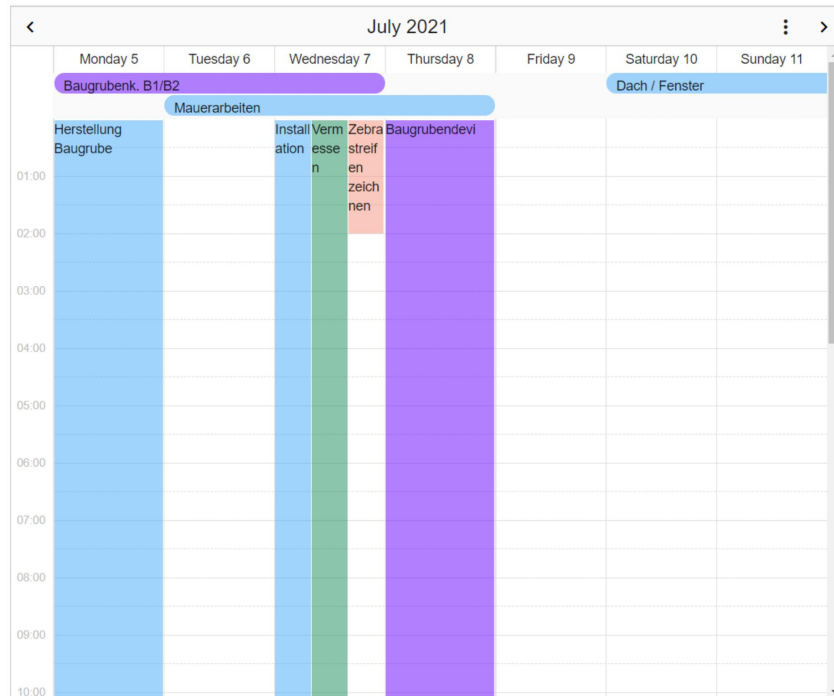 July 2021
Monday 5 Tuesday 6 Wednesday 7 Thursday 8 Friday 9 Saturday 10 Sunday 11
Baugrubenk. B1/B2 Dach / Fenster
Mauerarbeiten
Herstellung
Baugrube
Install
ation
Verm
esse
n
Zebra
streif
en
zeich
nen
Baugrubendevi
01:00
02:00
03:00
04:00
05:00
06:00
07:00
08:00
09:00
10:00